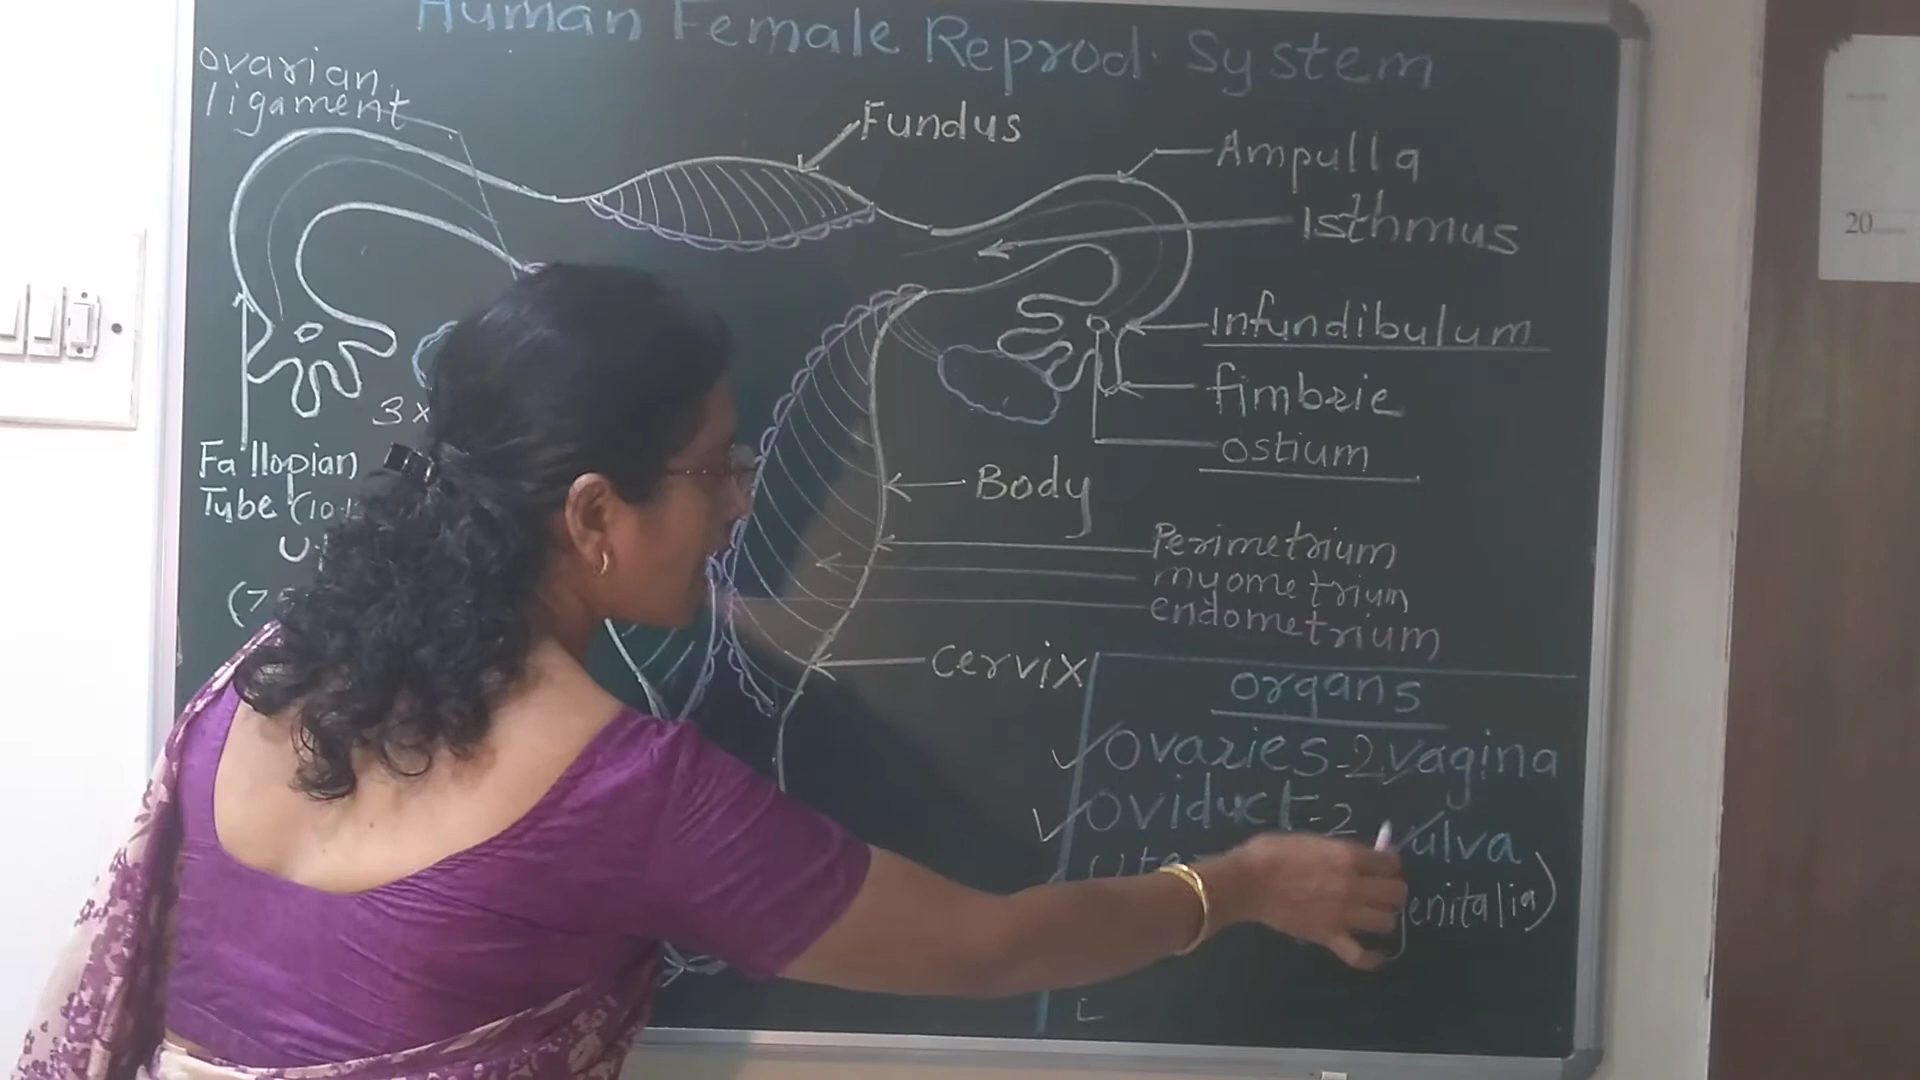 Human Female Reprod. System
ovarian
ligament
Fundus
Ampulla
Isthmus
Infundibulum
fimbrie
ostium
3x
Fallopian
Tube (10-
Body
Perimetrium
myometrium
endometrium
cervix
organs
Ovaries-2 vagina
Oviduct-2 vulva
genitalia)
20